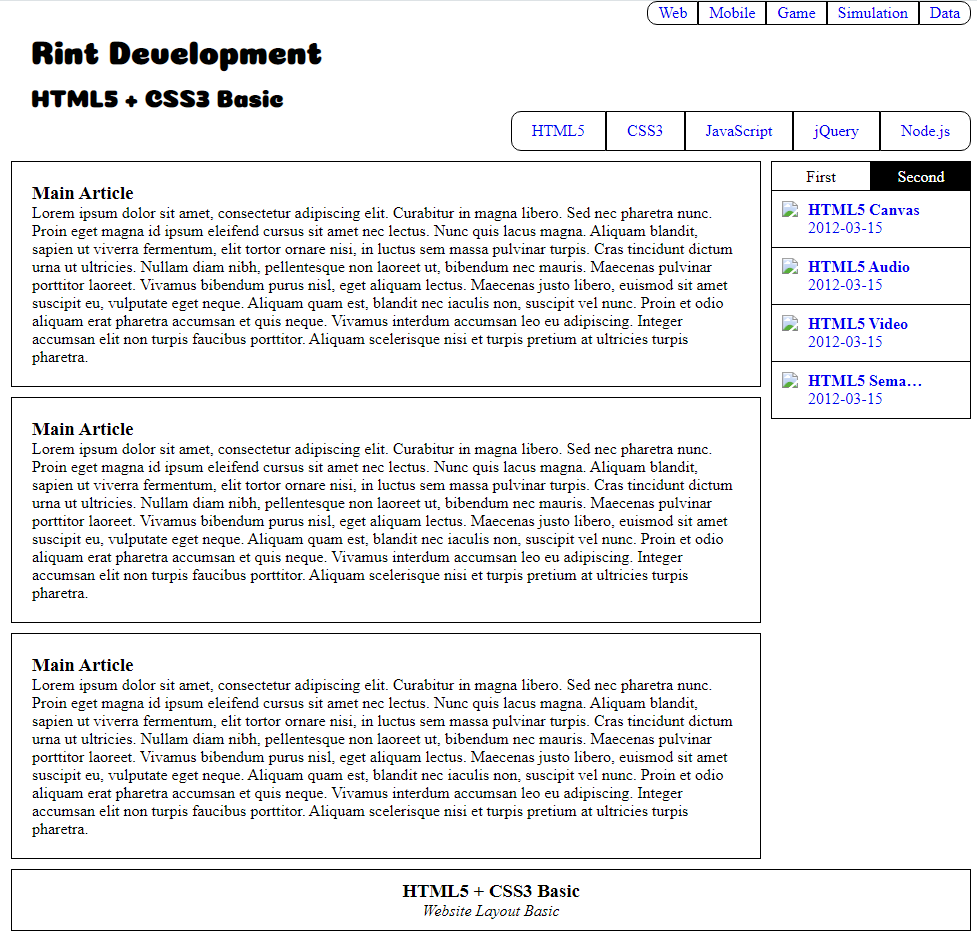 Web Mobile Game Simulation Data
Rint Development
HTML5 + CSS3 Basic
HTML5 CSS3 JavaScript jQuery Node.js
Main Article
Lorem ipsum dolor sit amet, consectetur adipiscing elit. Curabitur in magna libero. Sed nec pharetra nunc.
Proin eget magna id ipsum eleifend cursus sit amet nec lectus. Nunc quis lacus magna. Aliquam blandit,
sapien ut viverra fermentum, elit tortor ornare nisi, in luctus sem massa pulvinar turpis. Cras tincidunt dictum
urna ut ultricies. Nullam diam nibh, pellentesque non laoreet ut, bibendum nec mauris. Maecenas pulvinar
porttitor laoreet. Vivamus bibendum purus nisl, eget aliquam lectus. Maecenas justo libero, euismod sit amet
suscipit eu, vulputate eget neque. Aliquam quam est, blandit nec iaculis non, suscipit vel nunc. Proin et odio
aliquam erat pharetra accumsan et quis neque. Vivamus interdum accumsan leo eu adipiscing. Integer
accumsan elit non turpis faucibus porttitor. Aliquam scelerisque nisi et turpis pretium at ultricies turpis
pharetra.
Main Article
Lorem ipsum dolor sit amet, consectetur adipiscing elit. Curabitur in magna libero. Sed nec pharetra nunc.
Proin eget magna id ipsum eleifend cursus sit amet nec lectus. Nunc quis lacus magna. Aliquam blandit,
sapien ut viverra fermentum, elit tortor ornare nisi, in luctus sem massa pulvinar turpis. Cras tincidunt dictum
urna ut ultricies. Nullam diam nibh, pellentesque non laoreet ut, bibendum nec mauris. Maecenas pulvinar
porttitor laoreet. Vivamus bibendum purus nisl, eget aliquam lectus. Maecenas justo libero, euismod sit amet
suscipit eu, vulputate eget neque. Aliquam quam est, blandit nec iaculis non, suscipit vel nunc. Proin et odio
aliquam erat pharetra accumsan et quis neque. Vivamus interdum accumsan leo eu adipiscing. Integer
accumsan elit non turpis faucibus porttitor. Aliquam scelerisque nisi et turpis pretium at ultricies turpis
pharetra.
Main Article
Lorem ipsum dolor sit amet, consectetur adipiscing elit. Curabitur in magna libero. Sed nec pharetra nunc.
Proin eget magna id ipsum eleifend cursus sit amet nec lectus. Nunc quis lacus magna. Aliquam blandit,
sapien ut viverra fermentum, elit tortor ornare nisi, in luctus sem massa pulvinar turpis. Cras tincidunt dictum
urna ut ultricies. Nullam diam nibh, pellentesque non laoreet ut, bibendum nec mauris. Maecenas pulvinar
porttitor laoreet. Vivamus bibendum purus nisl, eget aliquam lectus. Maecenas justo libero, euismod sit amet
suscipit eu, vulputate eget neque. Aliquam quam est, blandit nec iaculis non, suscipit vel nunc. Proin et odio
aliquam erat pharetra accumsan et quis neque. Vivamus interdum accumsan leo eu adipiscing. Integer
accumsan elit non turpis faucibus porttitor. Aliquam scelerisque nisi et turpis pretium at ultricies turpis
pharetra.
First Second
HTML5 Canvas
2012-03-15
HTML5 Audio
2012-03-15
HTML5 Video
2012-03-15
HTML5 Sema…
2012-03-15
HTML5 + CSS3 Basic
Website Layout Basic